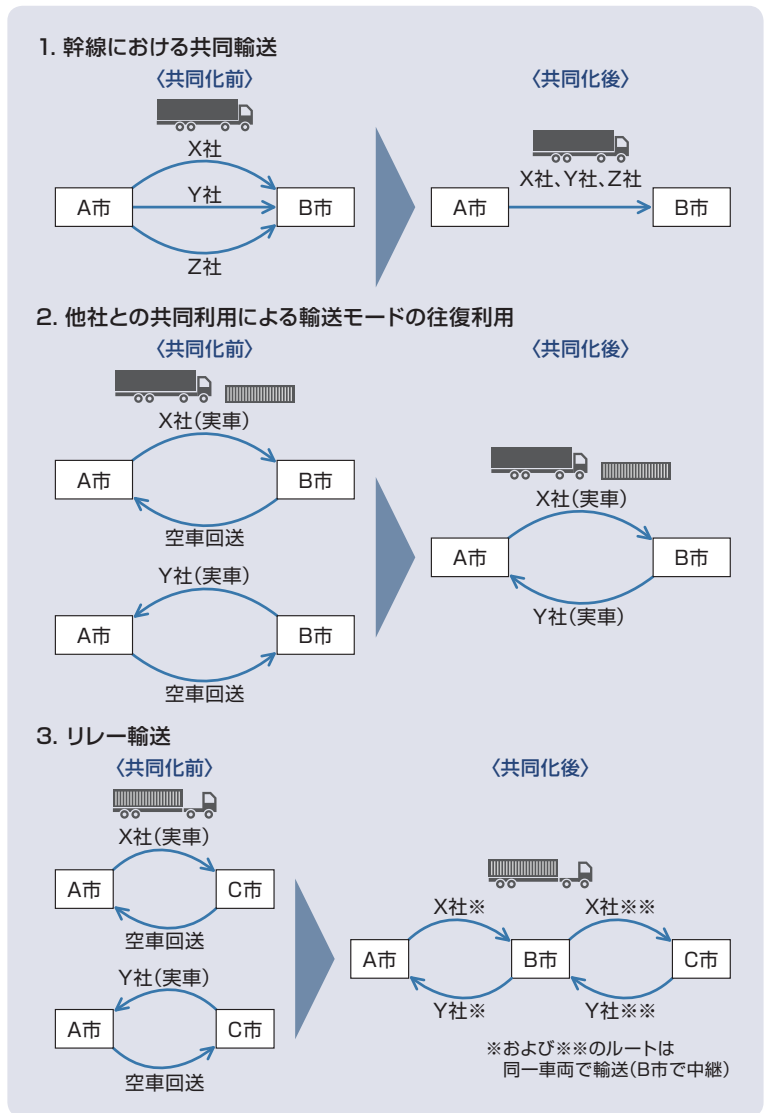 1. 幹線における共同輸送
〈共同化前〉
〈共同化後〉
X社
Y社
Z社
A市
B市
X社、Y社、Z社
A市
B市
2. 他社との共同利用による輸送モードの往復利用
〈共同化前〉
〈共同化後〉
X社(実車)
A市
B市
空車回送
Y社(実車)
A市
B市
空車回送
X社(実車)
A市
B市
Y社(実車)
3. リレー輸送
〈共同化前〉
〈共同化後〉
X社(実車)
A市
C市
空車回送
Y社(実車)
A市
C市
空車回送
X社※
X社※※
A市
B市
C市
Y社※
Y社※※
※および※※のルートは
同一車両で輸送(B市で中継)